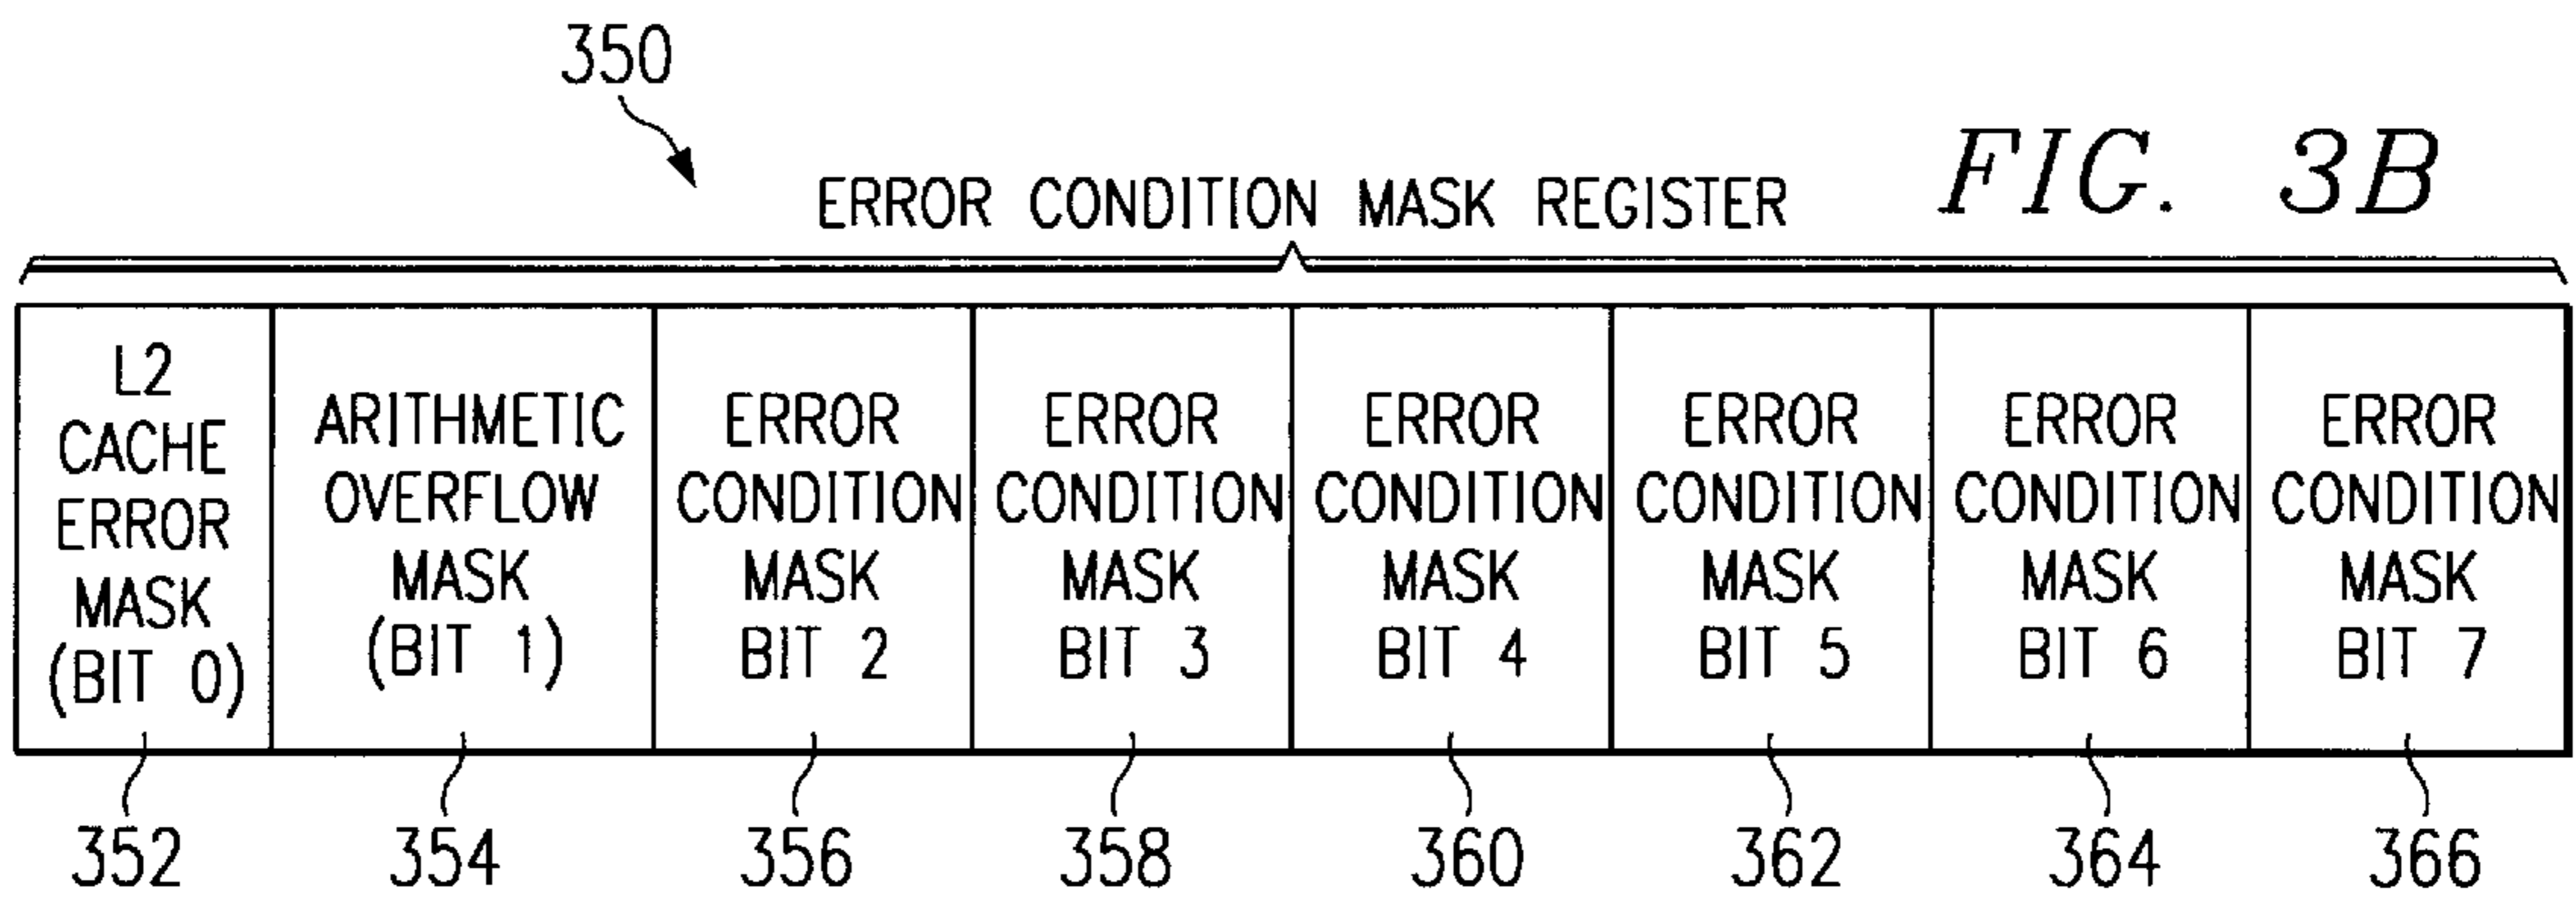 350
FIG. 3B
ERROR CONDITION MASK REGISTER
L2
CACHE
ERROR
MASK
(BIT 0)
ARITHMETIC
OVERFLOW
MASK
(BIT 1)
ERROR
CONDITION
MASK
BIT 2
ERROR
CONDITION
MASK
BIT 3
ERROR
CONDITION
MASK
BIT 4
ERROR
CONDITION
MASK
BIT 5
ERROR
CONDITION
MASK
BIT 6
ERROR
CONDITION
MASK
BIT 7
352 354 356 358 360 362 364 366